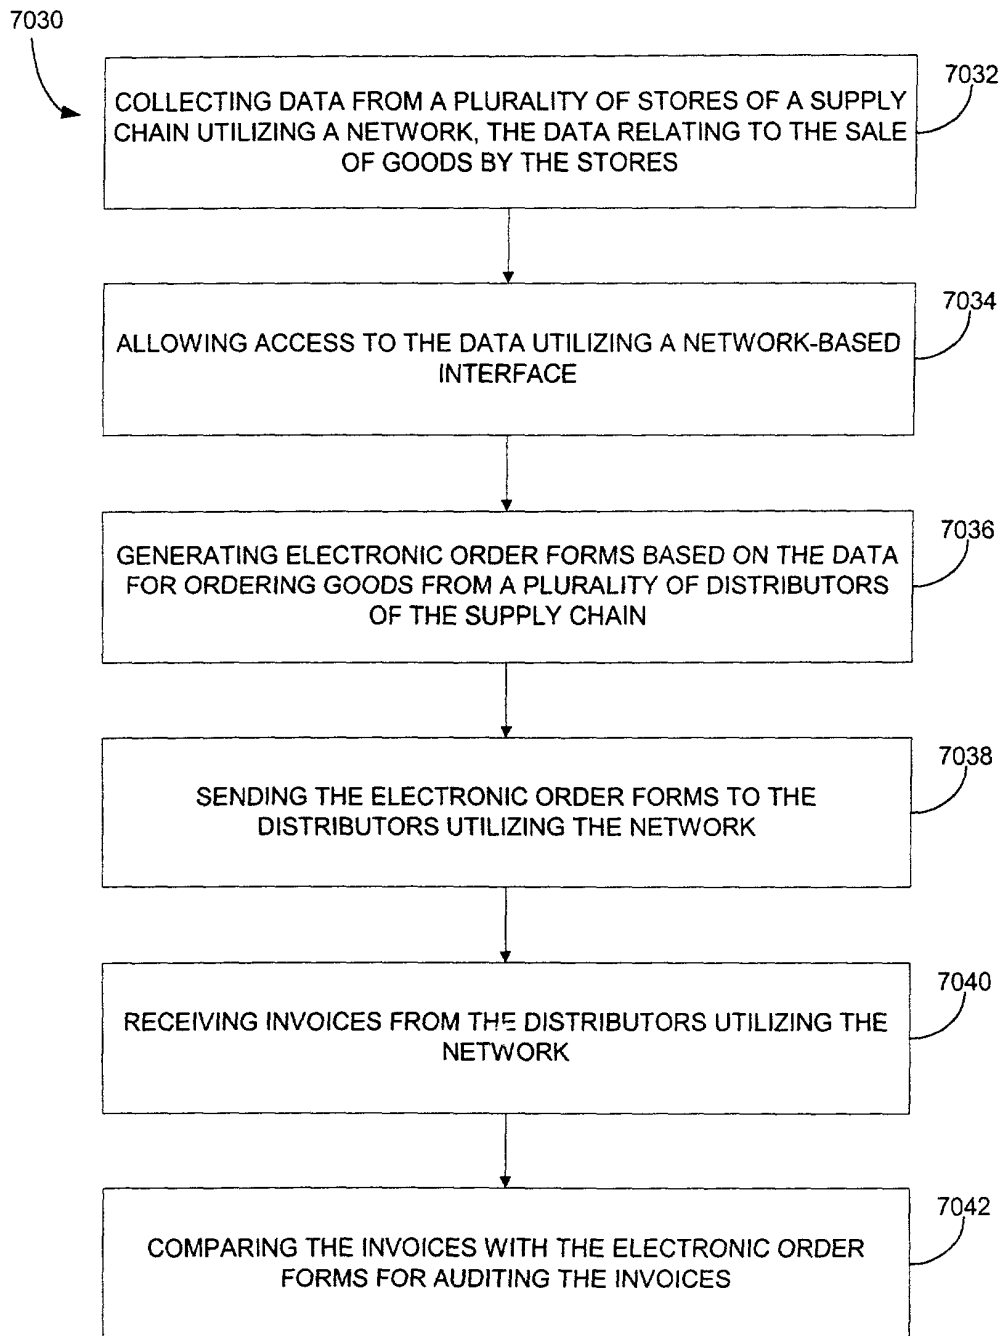 7030
7032
COLLECTING DATA FROM A PLURALITY OF STORES OF A SUPPLY
CHAIN UTILIZING A NETWORK, THE DATA RELATING TO THE SALE
OF GOODS BY THE STORES
7034
ALLOWING ACCESS TO THE DATA UTILIZING A NETWORK-BASED
INTERFACE
7036
GENERATING ELECTRONIC ORDER FORMS BASED ON THE DATA
FOR ORDERING GOODS FROM A PLURALITY OF DISTRIBUTORS
OF THE SUPPLY CHAIN
7038
SENDING THE ELECTRONIC ORDER FORMS TO THE
DISTRIBUTORS UTILIZING THE NETWORK
7040
RECEIVING INVOICES FROM THE DISTRIBUTORS UTILIZING THE
NETWORK
7042
COMPARING THE INVOICES WITH THE ELECTRONIC ORDER
FORMS FOR AUDITING THE INVOICES